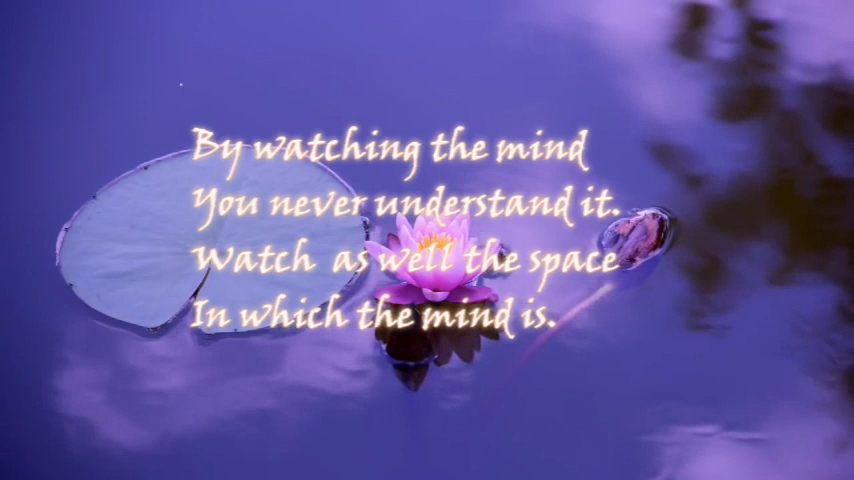 By watching the mind
You never understand it.
Watch as well the space
In which the mind is.